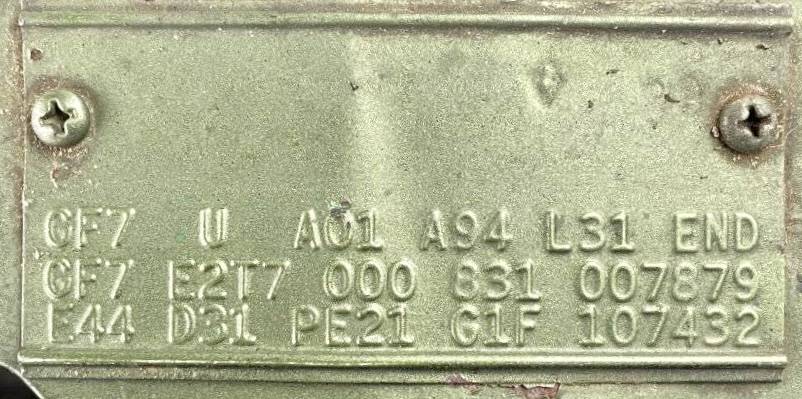 GF7 U A01 A94 L31 END
GF7 E2T7 000 831 007879
E44 D31 PE21 G1F 107432